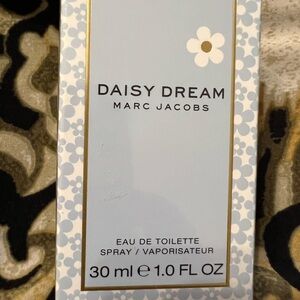 DAISY DREAM
MARC JACOBS
EAU DE TOILETTE
SPRAY / VAPORISATEUR
30 ml ℮ 1.0 FL OZ